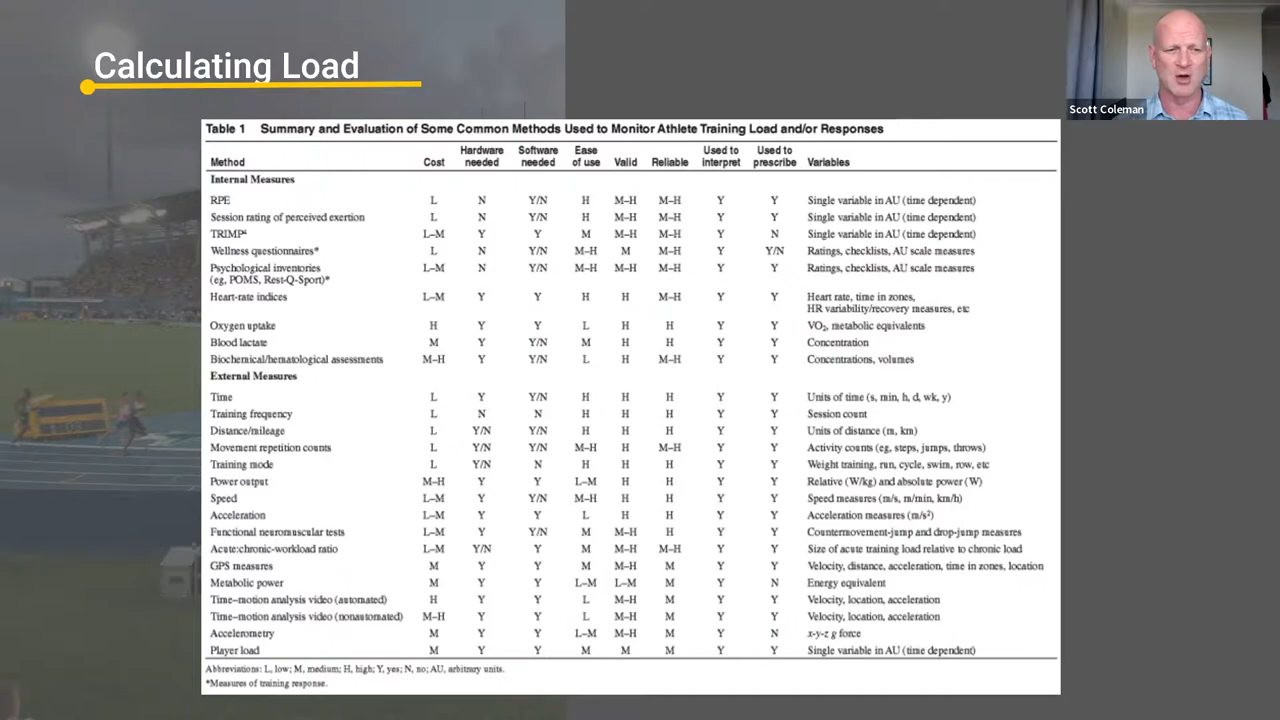 Calculating Load
Scott Coleman
Table 1 Summary and Evaluation of Some Common Methods Used to Monitor Athlete Training Load and/or Responses
Method Cost Hardware needed Software needed Ease of use Valid Reliable Used to interpret Used to prescribe Variables
Internal Measures
RPE L N Y/N H M–H M–H Y Y Single variable in AU (time dependent)
Session rating of perceived exertion L N Y/N H M–H M–H Y Y Single variable in AU (time dependent)
TRIMP⁴ L–M Y Y M M–H M–H Y N Single variable in AU (time dependent)
Wellness questionnaires* L N Y/N M–H M M–H Y Y/N Ratings, checklists, AU scale measures
Psychological inventories L–M N Y/N M–H M–H M–H Y Y Ratings, checklists, AU scale measures
(eg, POMS, Rest-Q-Sport)*
Heart-rate indices L–M Y Y H H M–H Y Y Heart rate, time in zones,
HR variability/recovery measures, etc
Oxygen uptake H Y Y L H H Y Y VO₂, metabolic equivalents
Blood lactate M Y Y/N M H H Y Y Concentration
Biochemical/hematological assessments M–H Y Y/N L H M–H Y Y Concentrations, volumes
External Measures
Time L Y Y/N H H H Y Y Units of time (s, min, h, d, wk, y)
Training frequency L N N H H H Y Y Session count
Distance/mileage L Y/N Y/N H H H Y Y Units of distance (m, km)
Movement repetition counts L Y/N Y/N M–H H M–H Y Y Activity counts (eg, steps, jumps, throws)
Training mode L Y/N N H H H Y Y Weight training, run, cycle, swim, row, etc
Power output M–H Y Y L–M H H Y Y Relative (W/kg) and absolute power (W)
Speed L–M Y Y/N M–H H H Y Y Speed measures (m/s, m/min, km/h)
Acceleration L–M Y Y/N L H H Y Y Acceleration measures (m/s²)
Functional neuromuscular tests L–M Y Y/N M M–H H Y Y Countermovement-jump and drop-jump measures
Acute:chronic-workload ratio L–M Y/N Y M M–H M–H Y Y Size of acute training load relative to chronic load
GPS measures M Y Y M M–H M Y Y Velocity, distance, acceleration, time in zones, location
Metabolic power M Y Y L–M L–M M Y N Energy equivalent
Time–motion analysis video (automated) H Y Y L M–H M Y Y Velocity, location, acceleration
Time–motion analysis video (nonautomated) M–H Y Y L M–H M Y Y Velocity, location, acceleration
Accelerometry M Y Y L–M M–H M Y N x-y-z g force
Player load M Y Y M M M Y Y Single variable in AU (time dependent)
Abbreviations: L, low; M, medium; H, high; Y, yes; N, no; AU, arbitrary units.
*Measures of training response.